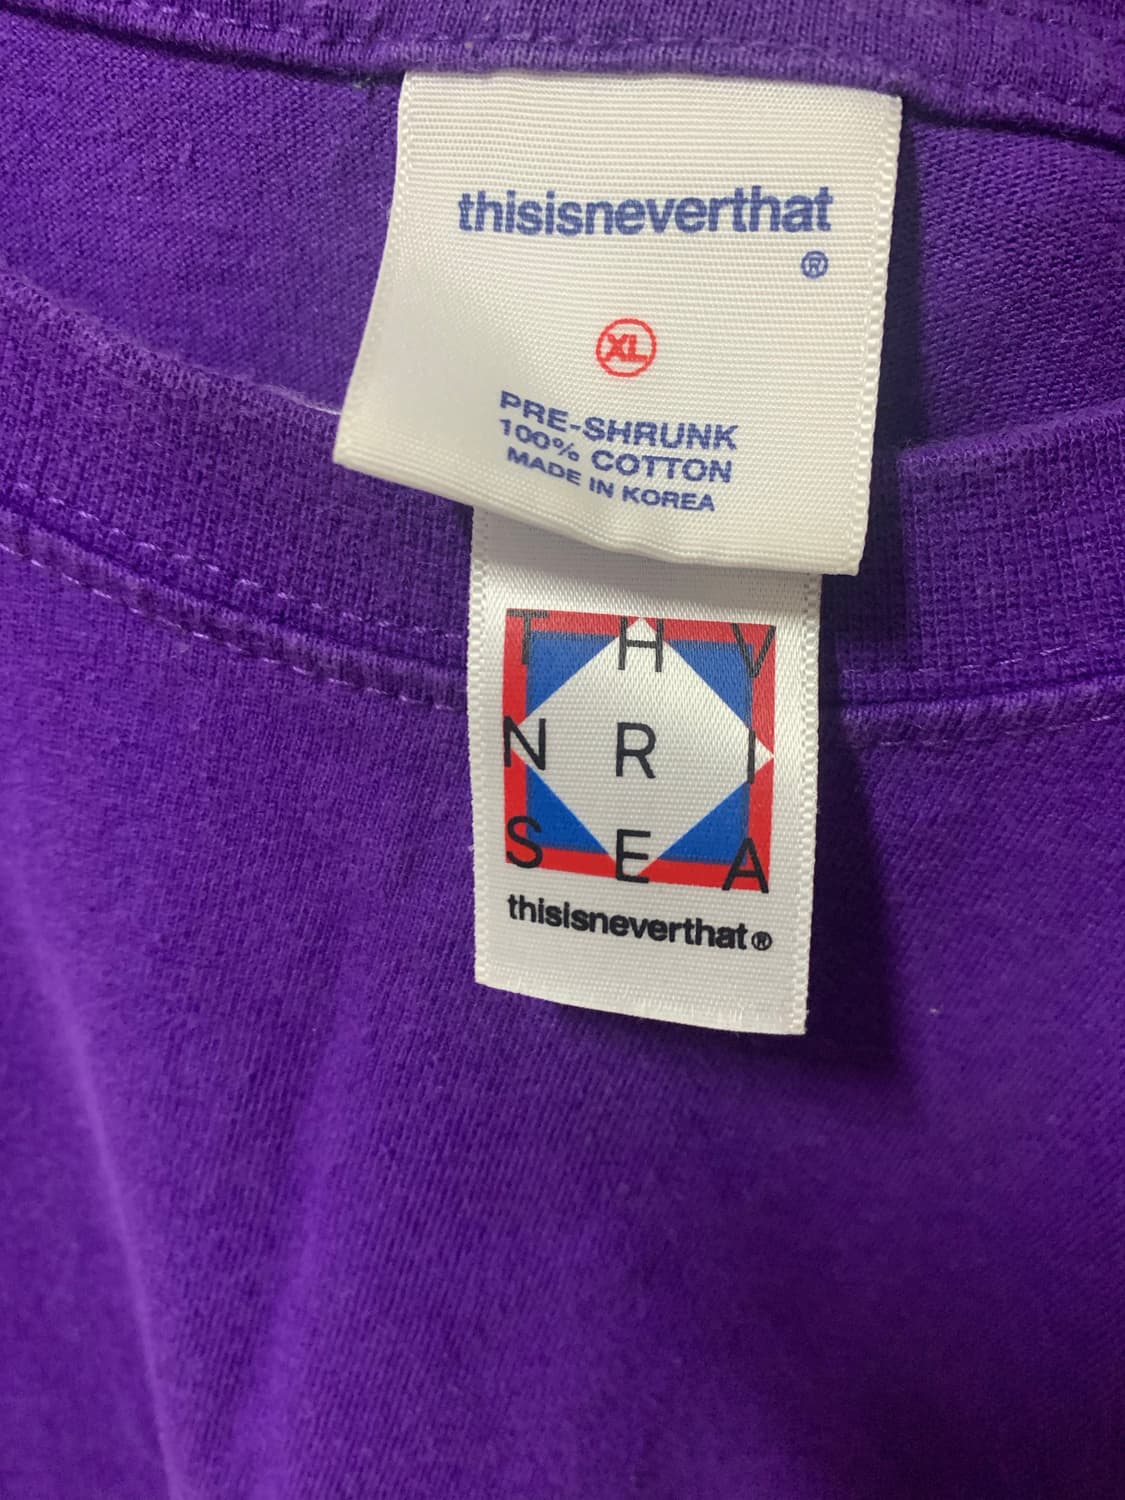 thisisneverthat
®
XL
PRE-SHRUNK
100% COTTON
MADE IN KOREA
T H V
N R I
S E A
thisisneverthat®